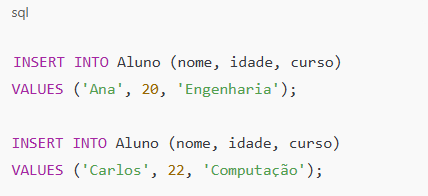 sql
INSERT INTO Aluno (nome, idade, curso)
VALUES ('Ana', 20, 'Engenharia');
INSERT INTO Aluno (nome, idade, curso)
VALUES ('Carlos', 22, 'Computação');